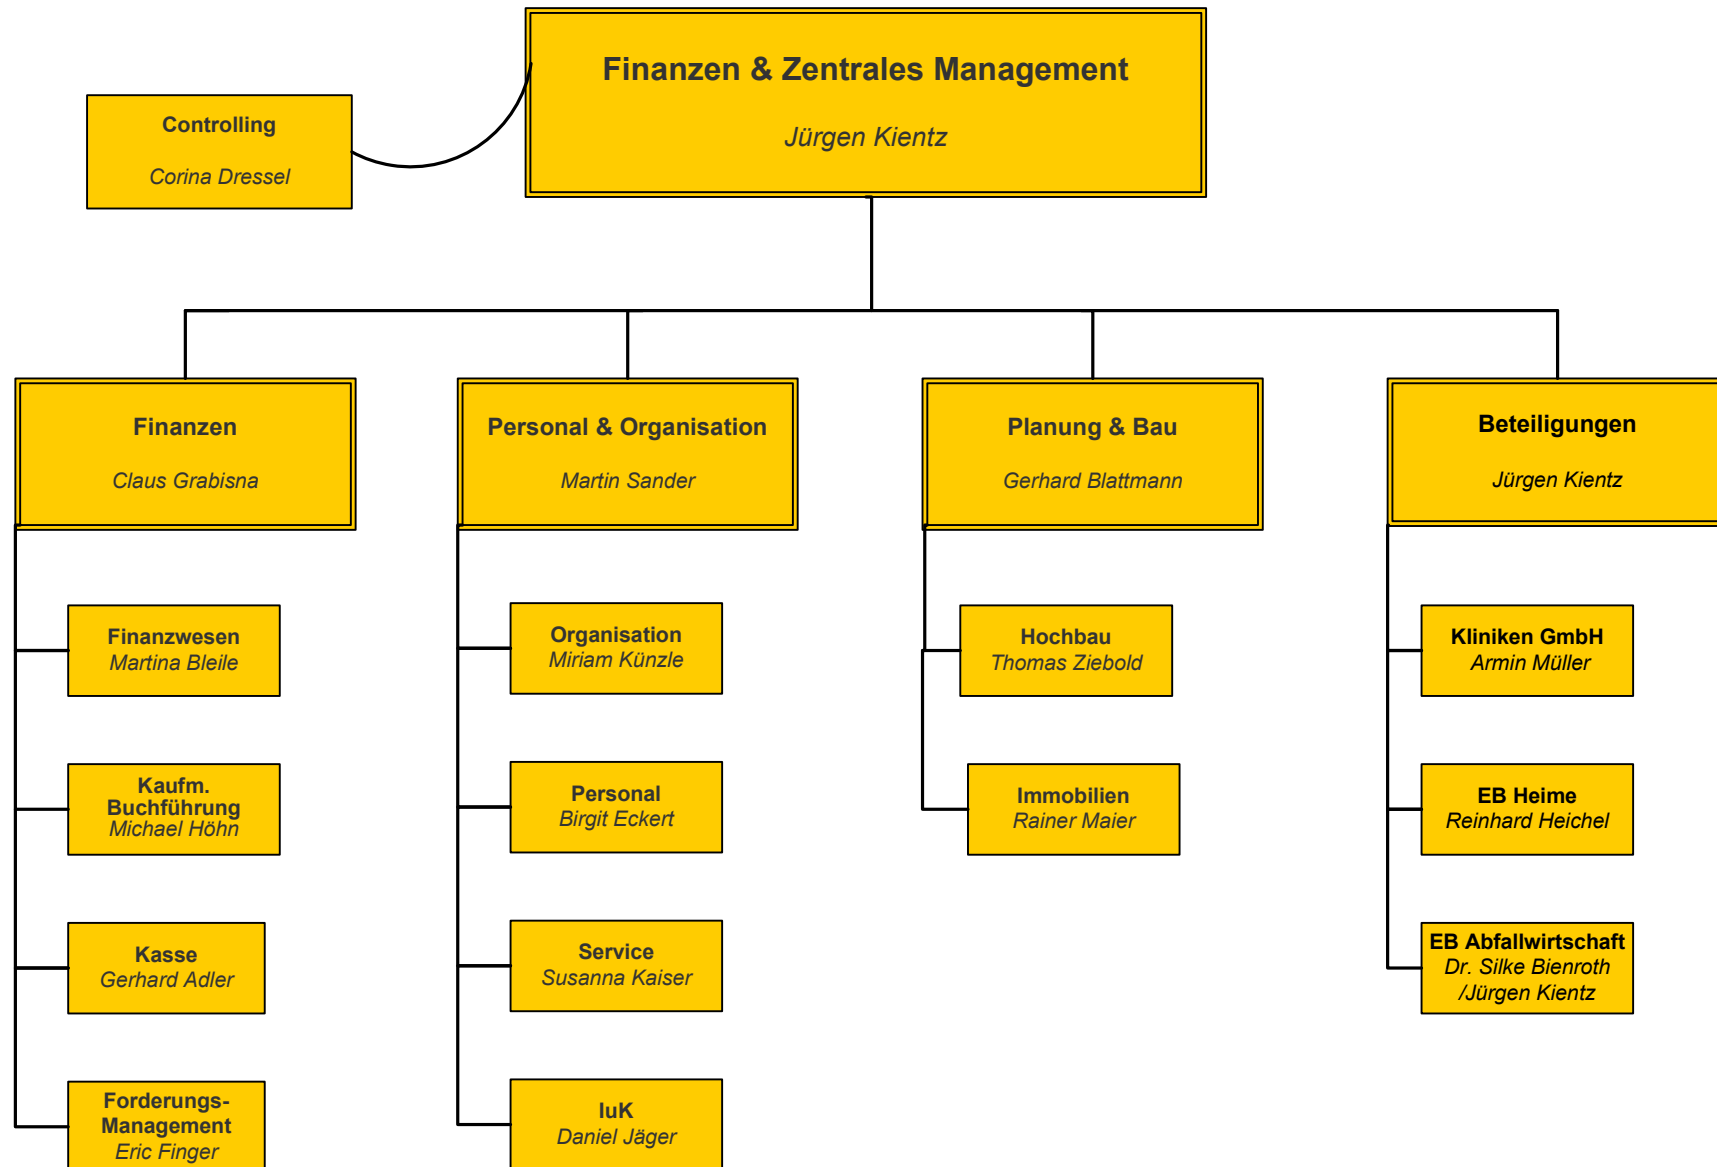 Finanzen & Zentrales Management
Jürgen Kientz
Controlling
Corina Dressel
Finanzen
Claus Grabisna
Finanzwesen
Martina Bleile
Kaufm.
Buchführung
Michael Höhn
Kasse
Gerhard Adler
Forderungs-
Management
Eric Finger
Personal & Organisation
Martin Sander
Organisation
Miriam Künzle
Personal
Birgit Eckert
Service
Susanna Kaiser
IuK
Daniel Jäger
Planung & Bau
Gerhard Blattmann
Hochbau
Thomas Ziebold
Immobilien
Rainer Maier
Beteiligungen
Jürgen Kientz
Kliniken GmbH
Armin Müller
EB Heime
Reinhard Heichel
EB Abfallwirtschaft
Dr. Silke Bienroth
/Jürgen Kientz